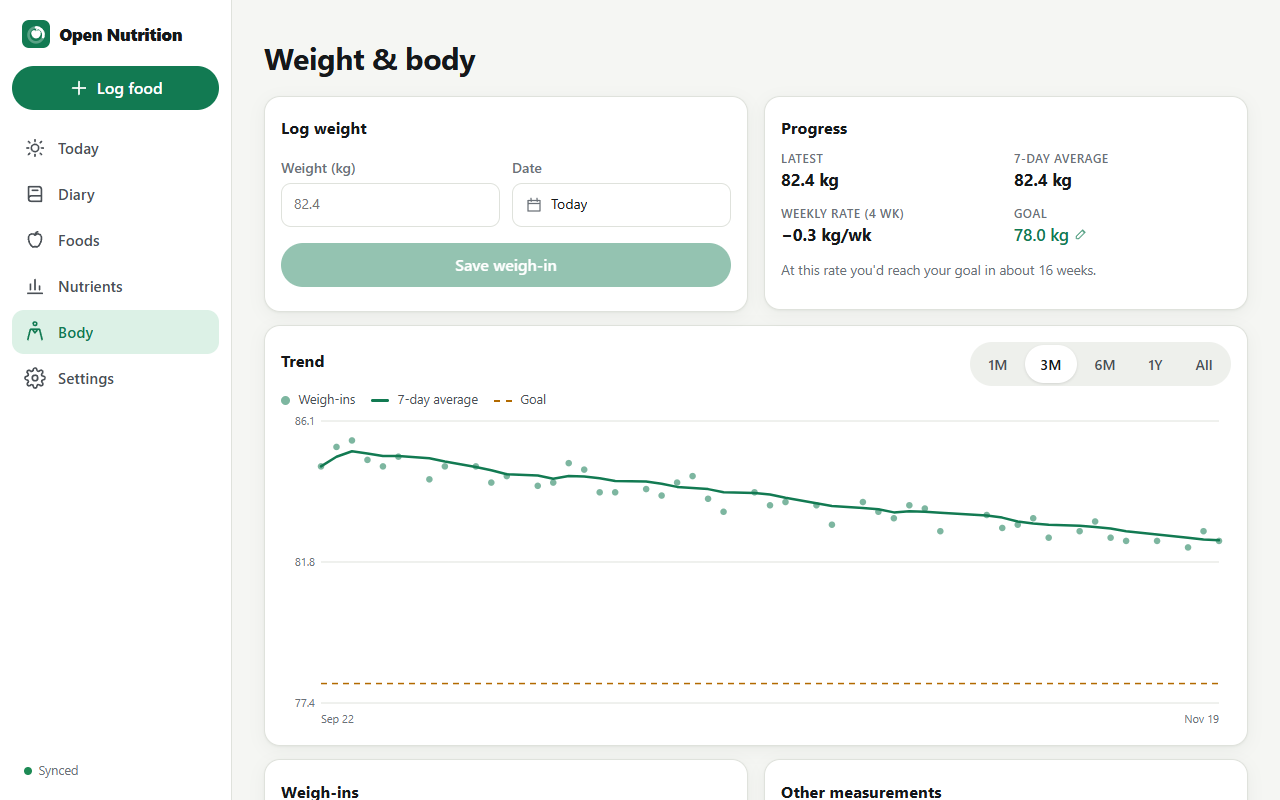 Open Nutrition
Log food
Today
Diary
Foods
Nutrients
Body
Settings
Synced
Weight & body
Log weight
Weight (kg)
Date
82.4
Today
Save weigh-in
Progress
LATEST
7-DAY AVERAGE
82.4 kg
82.4 kg
WEEKLY RATE (4 WK)
GOAL
−0.3 kg/wk
78.0 kg
At this rate you'd reach your goal in about 16 weeks.
Trend
1M 3M 6M 1Y All
Weigh-ins 7-day average Goal
86.1
81.8
77.4
Sep 22 Nov 19
Weigh-ins
Other measurements